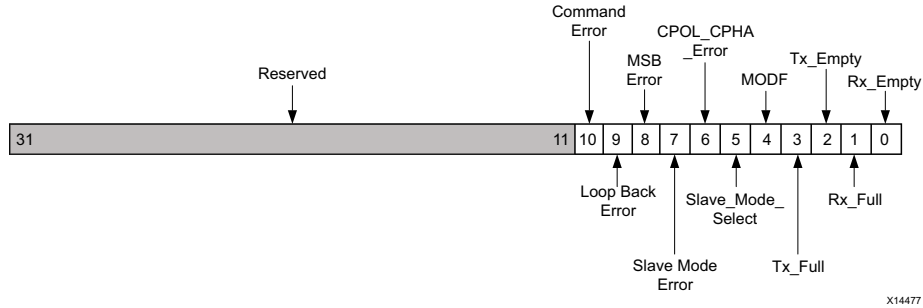 Command
Error
CPOL_CPHA
_Error
MSB
Error
Tx_Empty
Reserved
MODF
Rx_Empty
31 11 10 9 8 7 6 5 4 3 2 1 0
Loop Back
Error
Slave_Mode_
Select
Rx_Full
Slave Mode
Error
Tx_Full
X14477